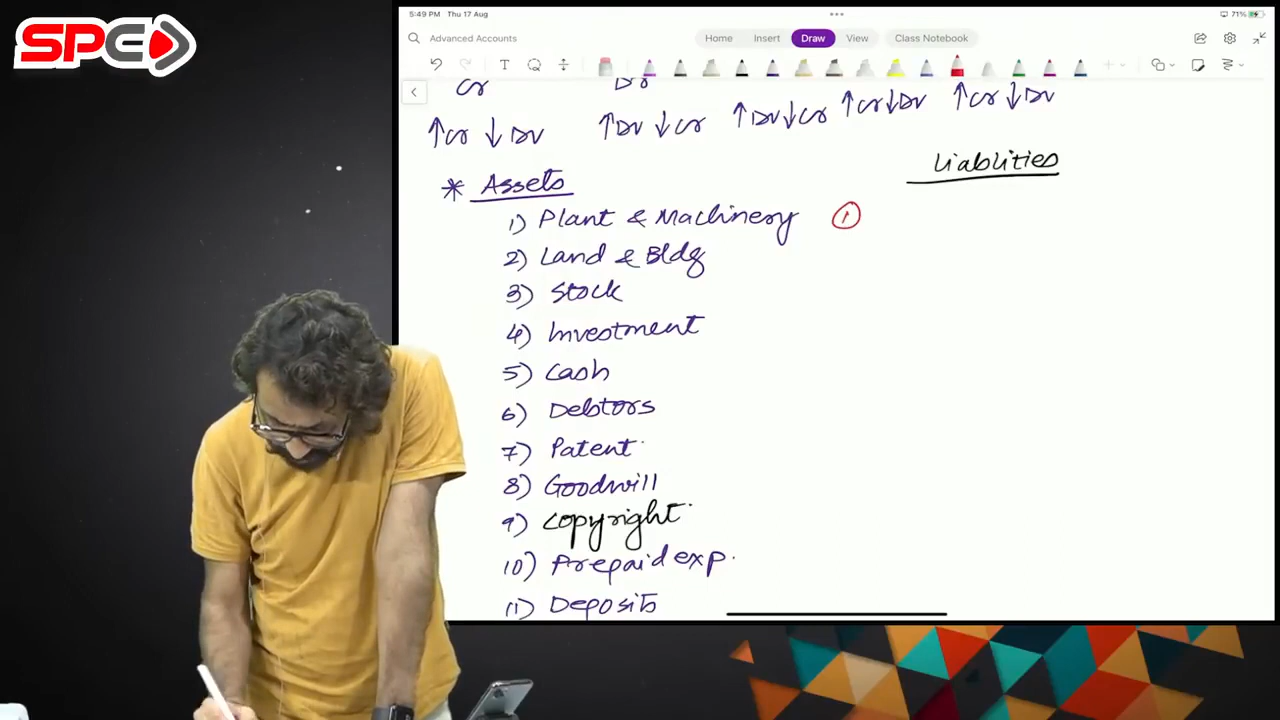 SPE
5:49 PM Thu 17 Aug
71%
Advanced Accounts
Home Insert Draw View Class Notebook
T
Cr Dr
↑Cr ↓Dr ↑Dr ↓Cr ↑Dr ↓Cr ↑Cr ↓Dr ↑Cr ↓Dr
* Assets
Liablities
1) Plant & Machinery ①
2) Land & Bldg
3) Stock
4) Investment
5) Cash
6) Debtors
7) Patent
8) Goodwill
9) Copyright
10) Prepaid exp.
11) Deposits